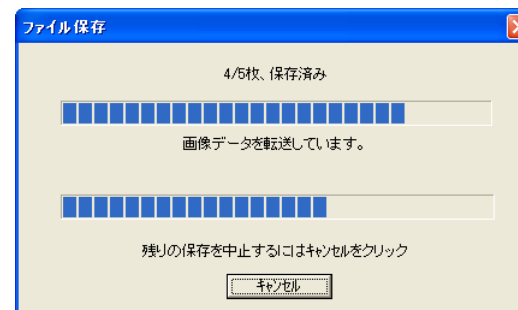 ファイル保存
4/5枚、保存済み
画像データを転送しています。
残りの保存を中止するにはキャンセルをクリック
キャンセル